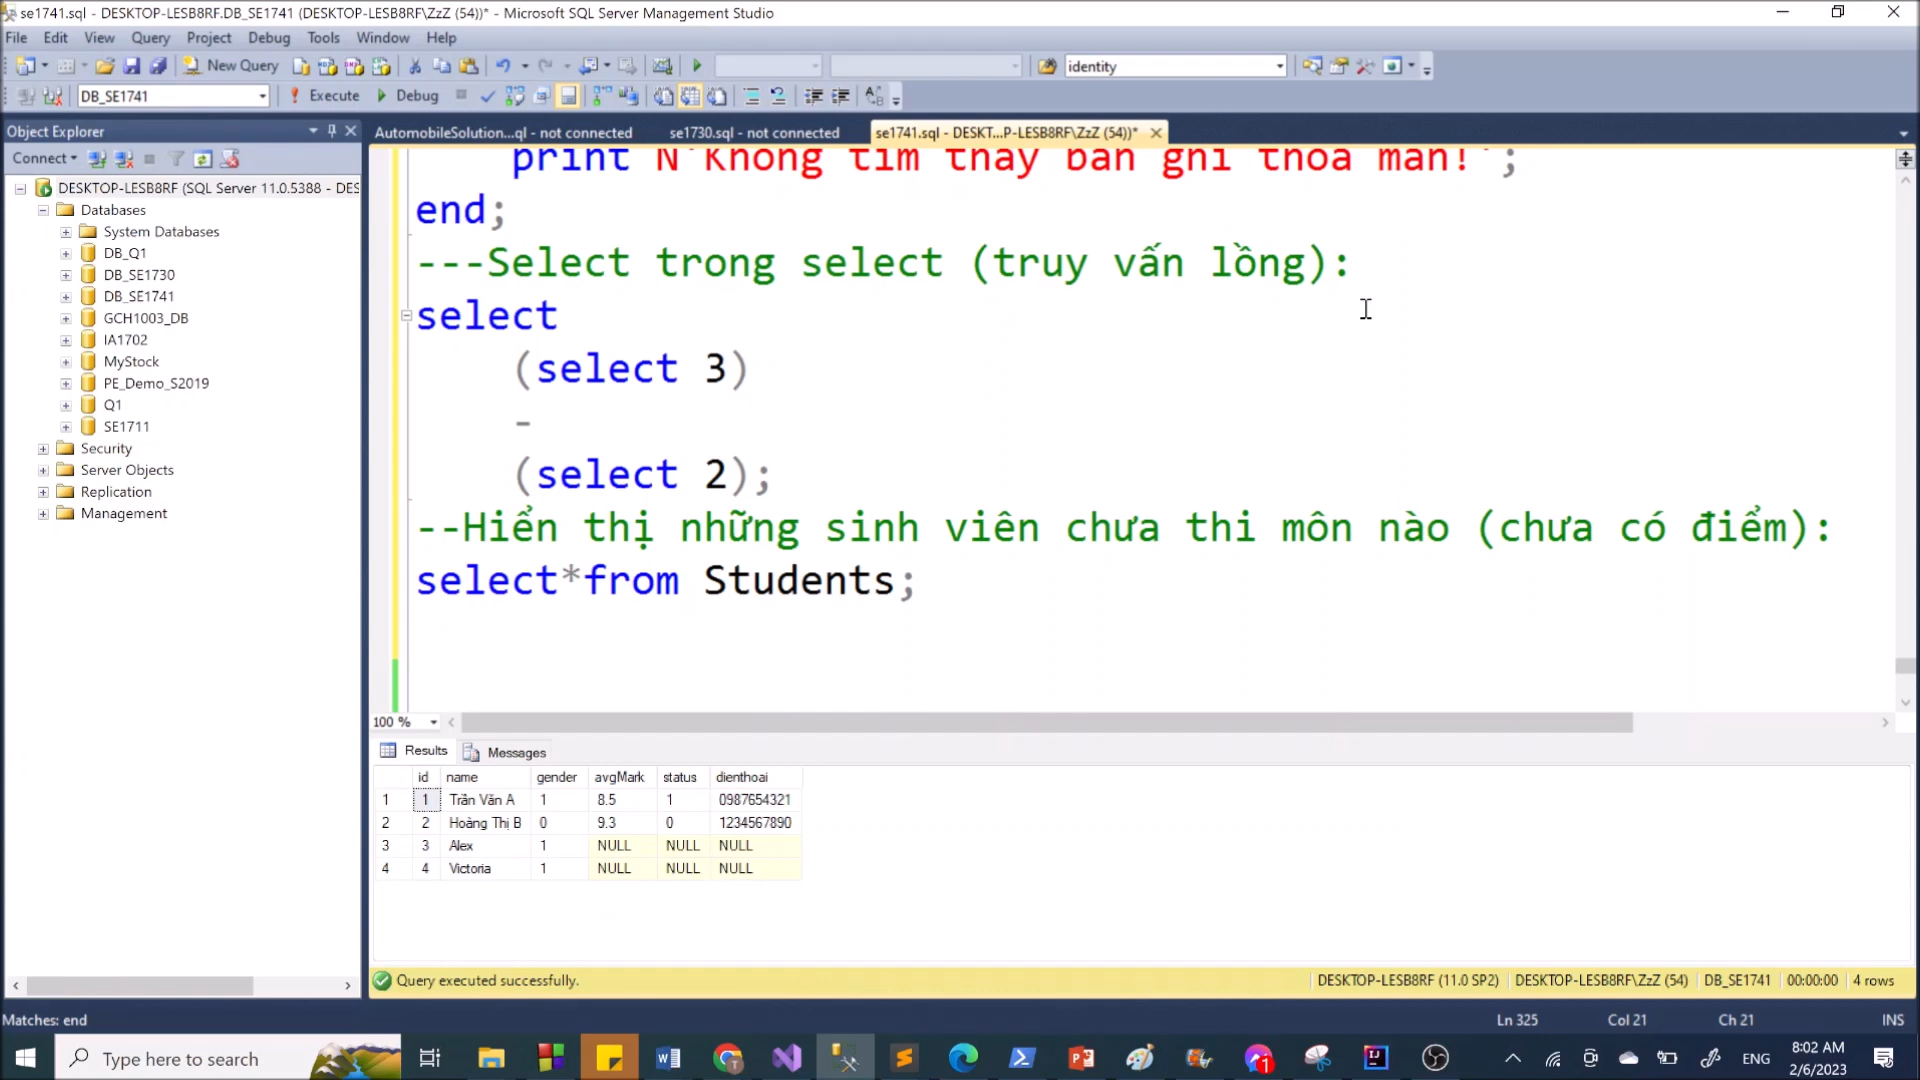 se1741.sql - DESKTOP-LESB8RF.DB_SE1741 (DESKTOP-LESB8RF\ZzZ (54))* - Microsoft SQL Server Management Studio
File Edit View Query Project Debug Tools Window Help
New Query identity
DB_SE1741 Execute Debug
Object Explorer
AutomobileSolution...ql - not connected se1730.sql - not connected se1741.sql - DESKT...P-LESB8RF\ZzZ (54))*
Connect
DESKTOP-LESB8RF (SQL Server 11.0.5388 - DES
Databases
System Databases
DB_Q1
DB_SE1730
DB_SE1741
GCH1003_DB
IA1702
MyStock
PE_Demo_S2019
Q1
SE1711
Security
Server Objects
Replication
Management
print N'Không tìm thấy bản ghi thỏa mãn!';
end;
---Select trong select (truy vấn lồng):
select
(select 3)
-
(select 2);
--Hiển thị những sinh viên chưa thi môn nào (chưa có điểm):
select*from Students;
100 %
Results Messages
id name gender avgMark status dienthoai
1 1 Trần Văn A 1 8.5 1 0987654321
2 2 Hoàng Thị B 0 9.3 0 1234567890
3 3 Alex 1 NULL NULL NULL
4 4 Victoria 1 NULL NULL NULL
Query executed successfully. DESKTOP-LESB8RF (11.0 SP2) DESKTOP-LESB8RF\ZzZ (54) DB_SE1741 00:00:00 4 rows
Matches: end Ln 325 Col 21 Ch 21 INS
Type here to search ENG 8:02 AM
2/6/2023